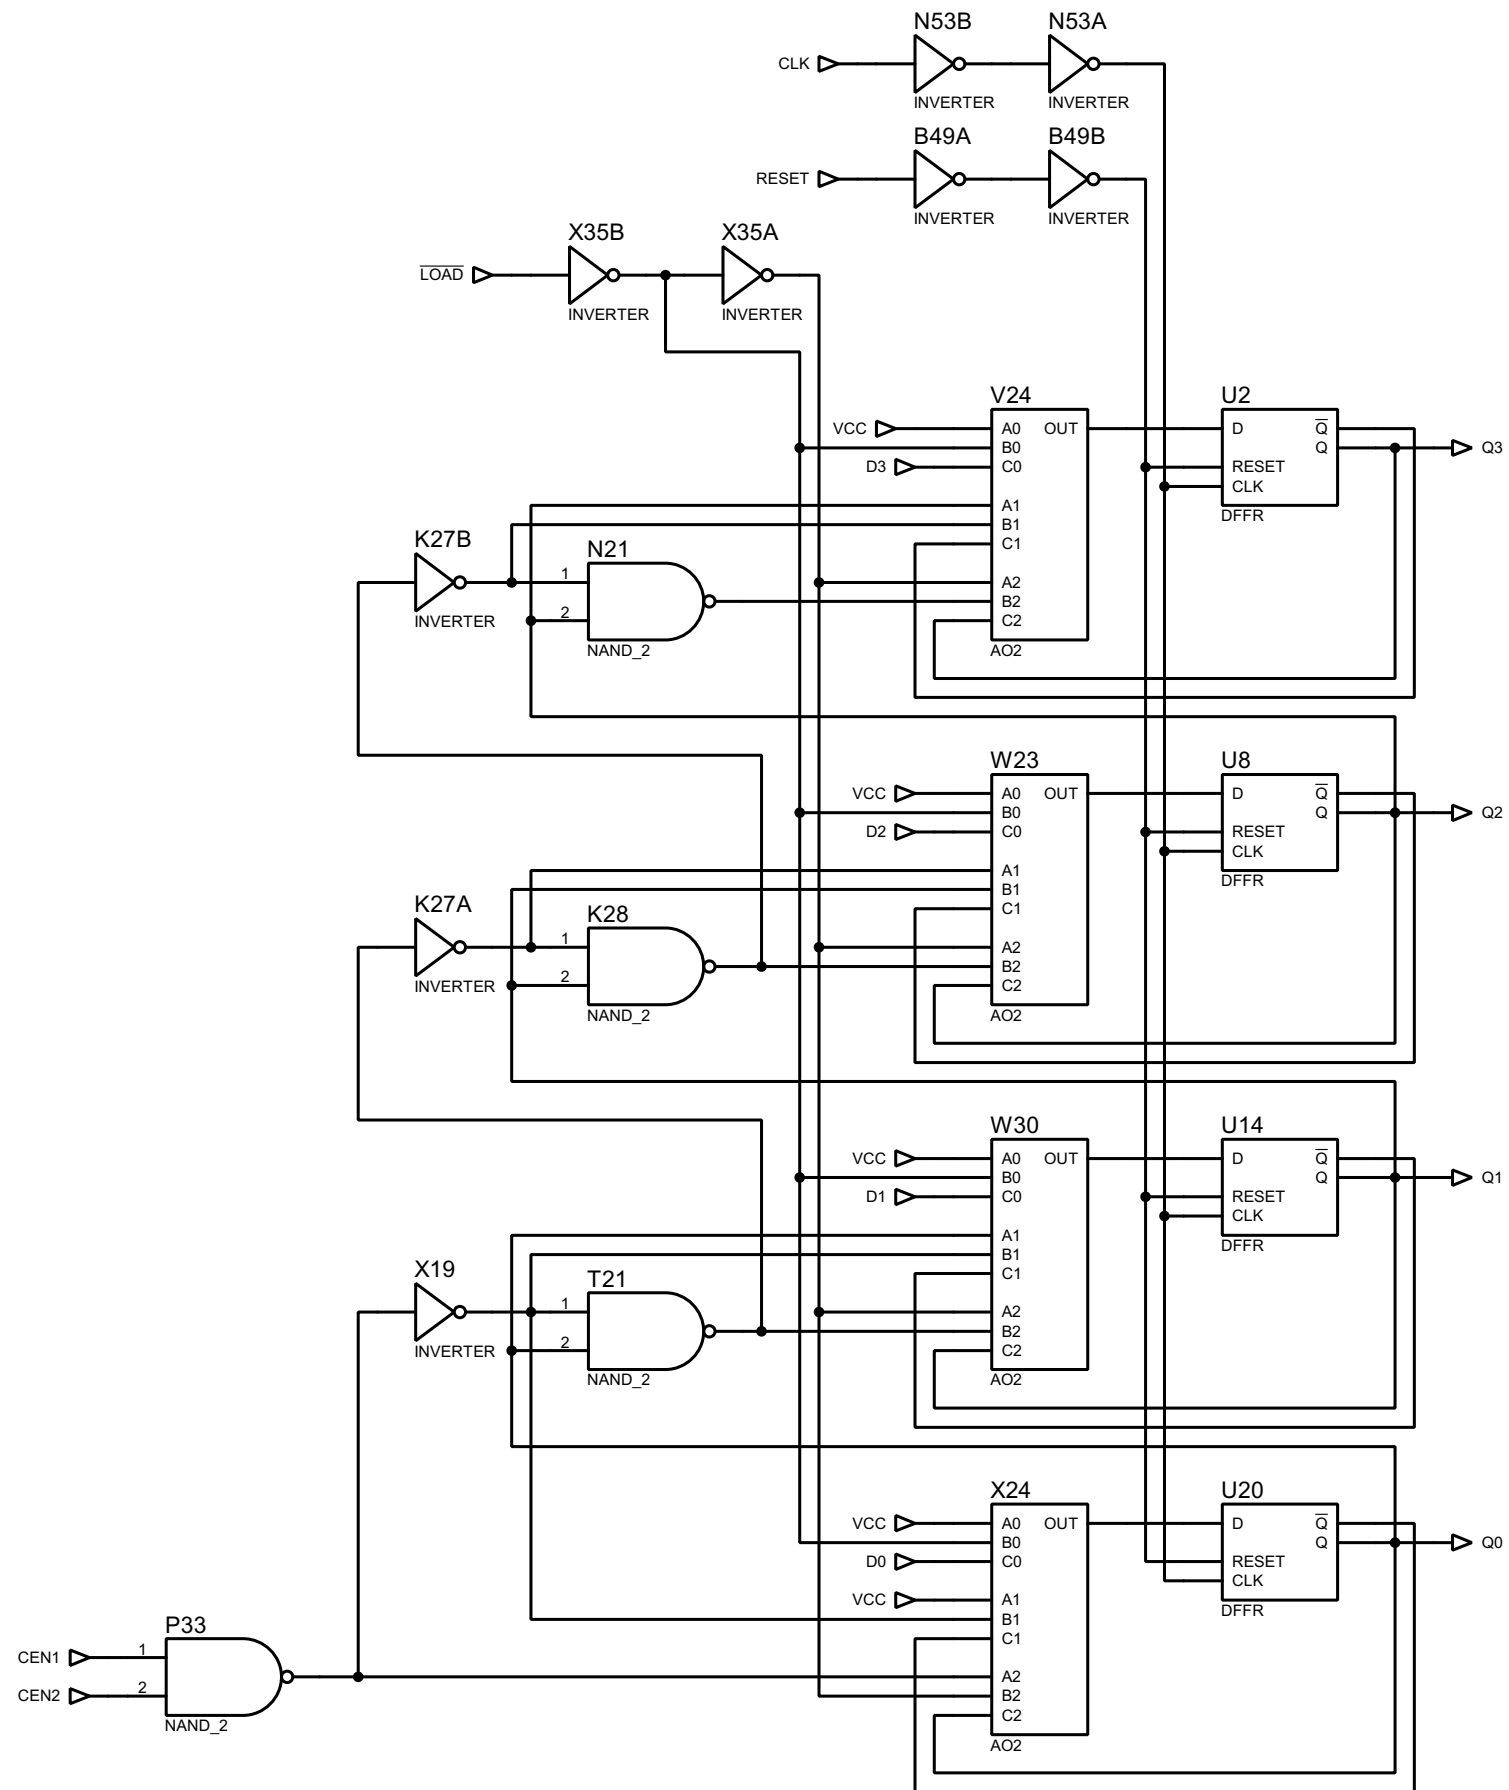 N53B N53A
CLK
INVERTER INVERTER
B49A B49B
RESET
INVERTER INVERTER
X35B X35A
LOAD
INVERTER INVERTER
V24 U2
VCC A0 OUT D Q
B0 Q Q3
D3 C0 RESET
CLK
A1 DFFR
B1
K27B N21 C1
1 A2
B2
2 C2
INVERTER NAND_2 AO2
W23 U8
VCC A0 OUT D Q
B0 Q Q2
D2 C0 RESET
CLK
A1 DFFR
B1
K27A K28 C1
1 A2
B2
2 C2
INVERTER NAND_2 AO2
W30 U14
VCC A0 OUT D Q
B0 Q Q1
D1 C0 RESET
CLK
A1 DFFR
B1
X19 T21 C1
1 A2
B2
2 C2
INVERTER NAND_2 AO2
X24 U20
VCC A0 OUT D Q
B0 Q Q0
D0 C0 RESET
CLK
VCC A1 DFFR
B1
P33 C1
CEN1 1
A2
CEN2 2 B2
C2
NAND_2 AO2